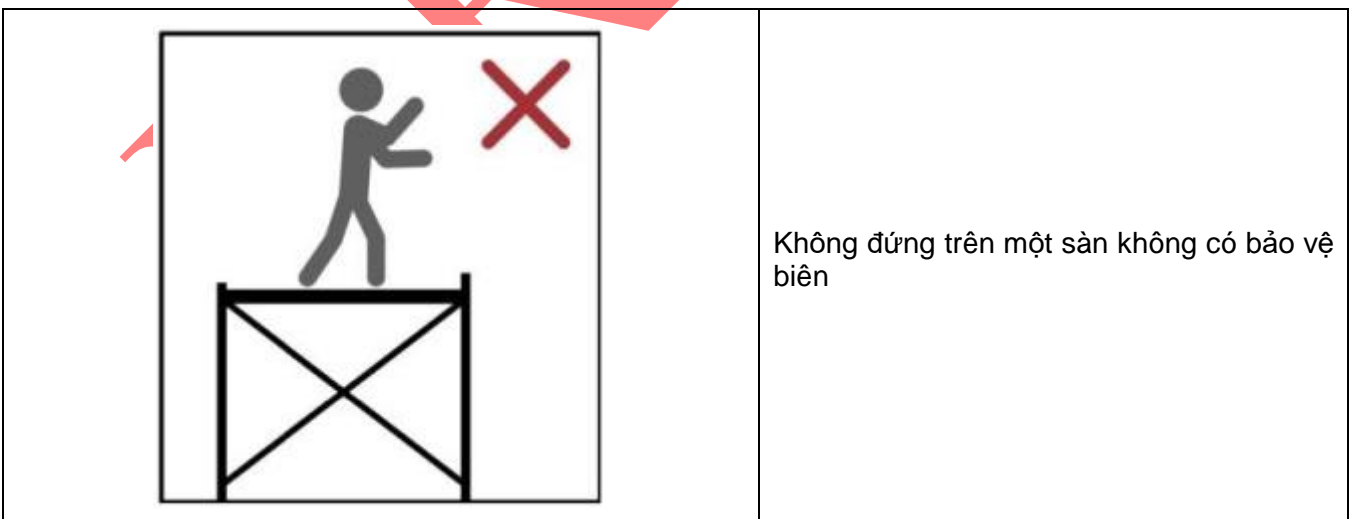 Không đứng trên một sàn không có bảo vệ
biên